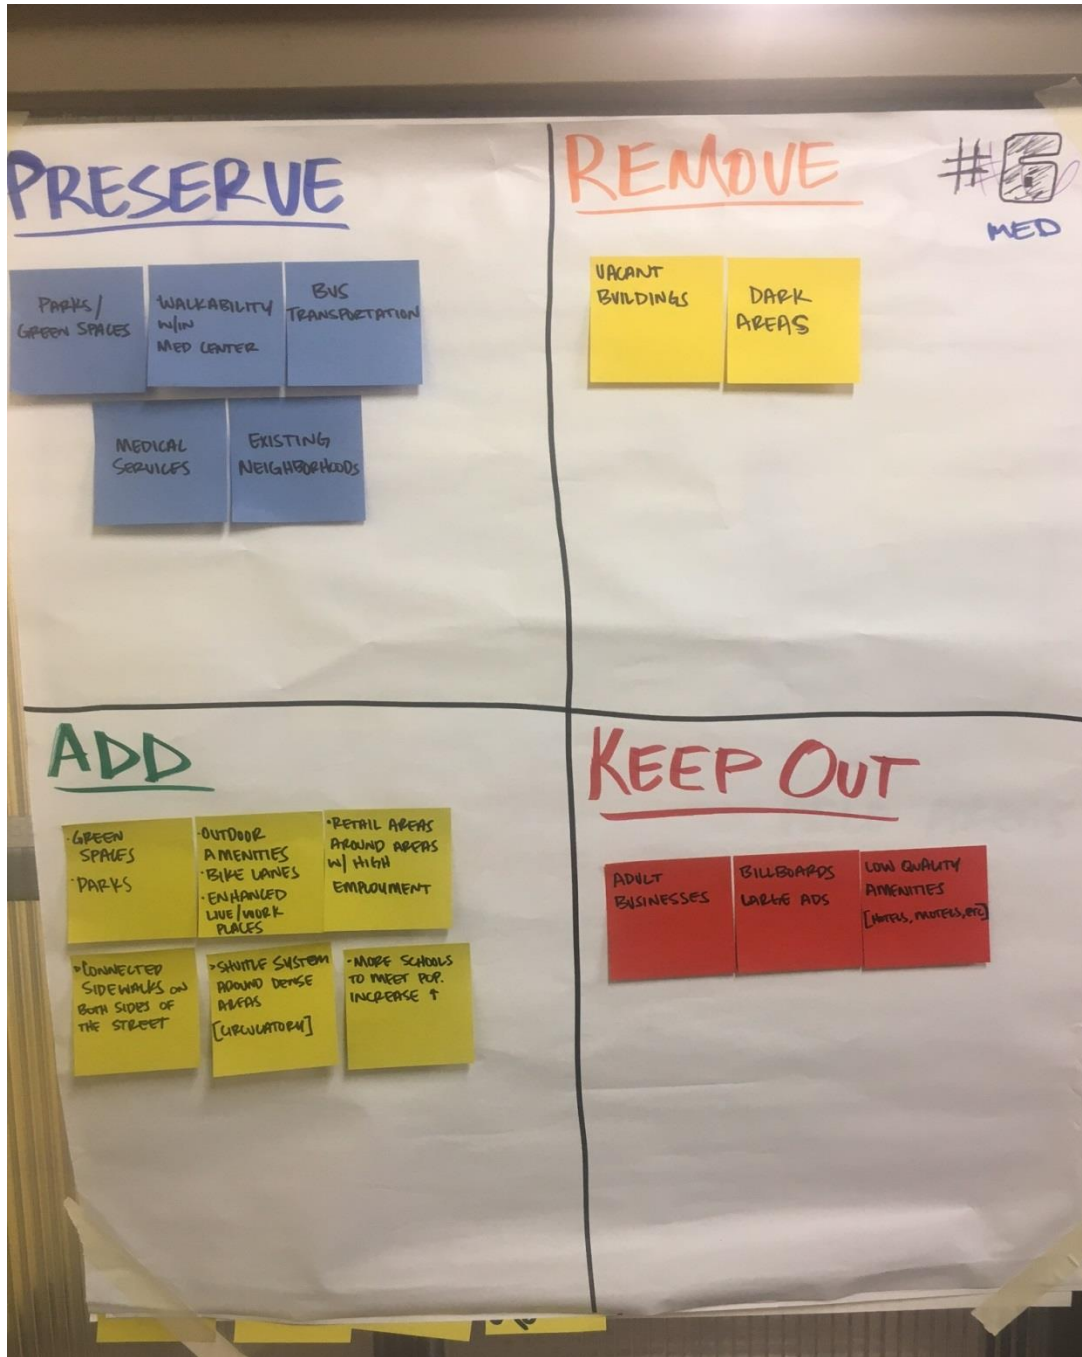 PRESERVE
PARKS/
GREEN SPACES
WALKABILITY
W/IN
MED CENTER
BUS
TRANSPORTATION
MEDICAL
SERVICES
EXISTING
NEIGHBORHOODS
REMOVE
#6
MED
VACANT
BUILDINGS
DARK
AREAS
ADD
• GREEN
SPACES
• PARKS
• OUTDOOR
AMENITIES
• BIKE LANES
• ENHANCED
LIVE/WORK
PLACES
• RETAIL AREAS
AROUND AREAS
W/ HIGH
EMPLOYMENT
> CONNECTED
SIDEWALKS ON
BOTH SIDES OF
THE STREET
> SHUTTLE SYSTEM
AROUND DENSE
AREAS
[CIRCULATORY]
• MORE SCHOOLS
TO MEET POP.
INCREASE ↑
KEEP OUT
ADULT
BUSINESSES
BILLBOARDS
LARGE ADS
LOW QUALITY
AMENITIES
[HOTELS, MOTELS, ETC]